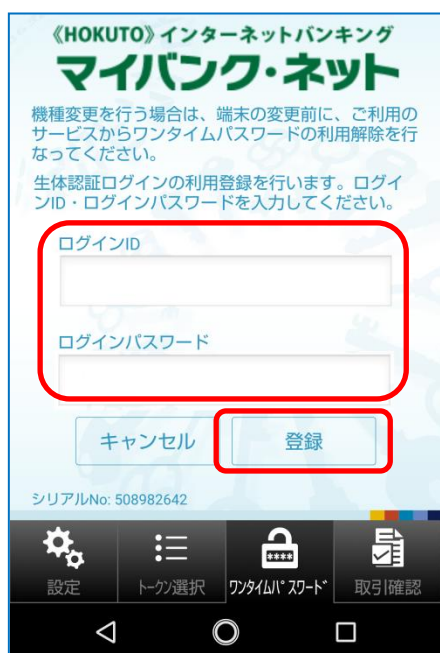 《HOKUTO》インターネットバンキング
マイバンク・ネット
機種変更を行う場合は、端末の変更前に、ご利用の
サービスからワンタイムパスワードの利用解除を行
なってください。
生体認証ログインの利用登録を行います。ログイ
ンID・ログインパスワードを入力してください。
ログインID
ログインパスワード
キャンセル 登録
シリアルNo: 508982642
****
設定 トークン選択 ワンタイムパスワード 取引確認